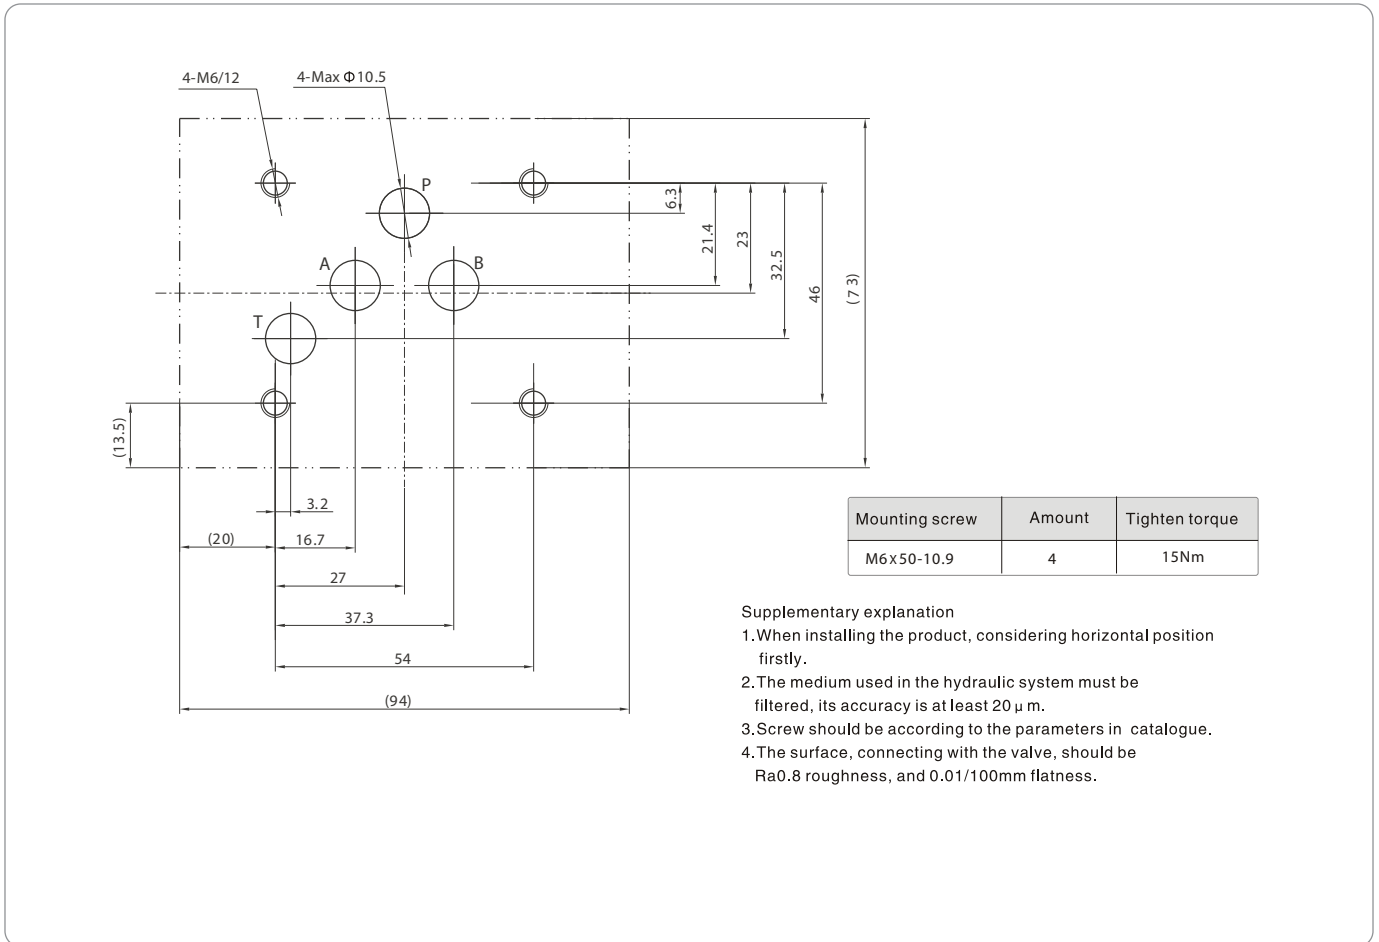 4-M6/12
4-Max Φ10.5
P
A
B
T
6.3
21.4
23
32.5
46
(73)
(13.5)
3.2
(20)
16.7
27
37.3
54
(94)
Mounting screw Amount Tighten torque
M6x50-10.9 4 15Nm
Supplementary explanation
1.When installing the product, considering horizontal position
firstly.
2.The medium used in the hydraulic system must be
filtered, its accuracy is at least 20μm.
3.Screw should be according to the parameters in catalogue.
4.The surface, connecting with the valve, should be
Ra0.8 roughness, and 0.01/100mm flatness.